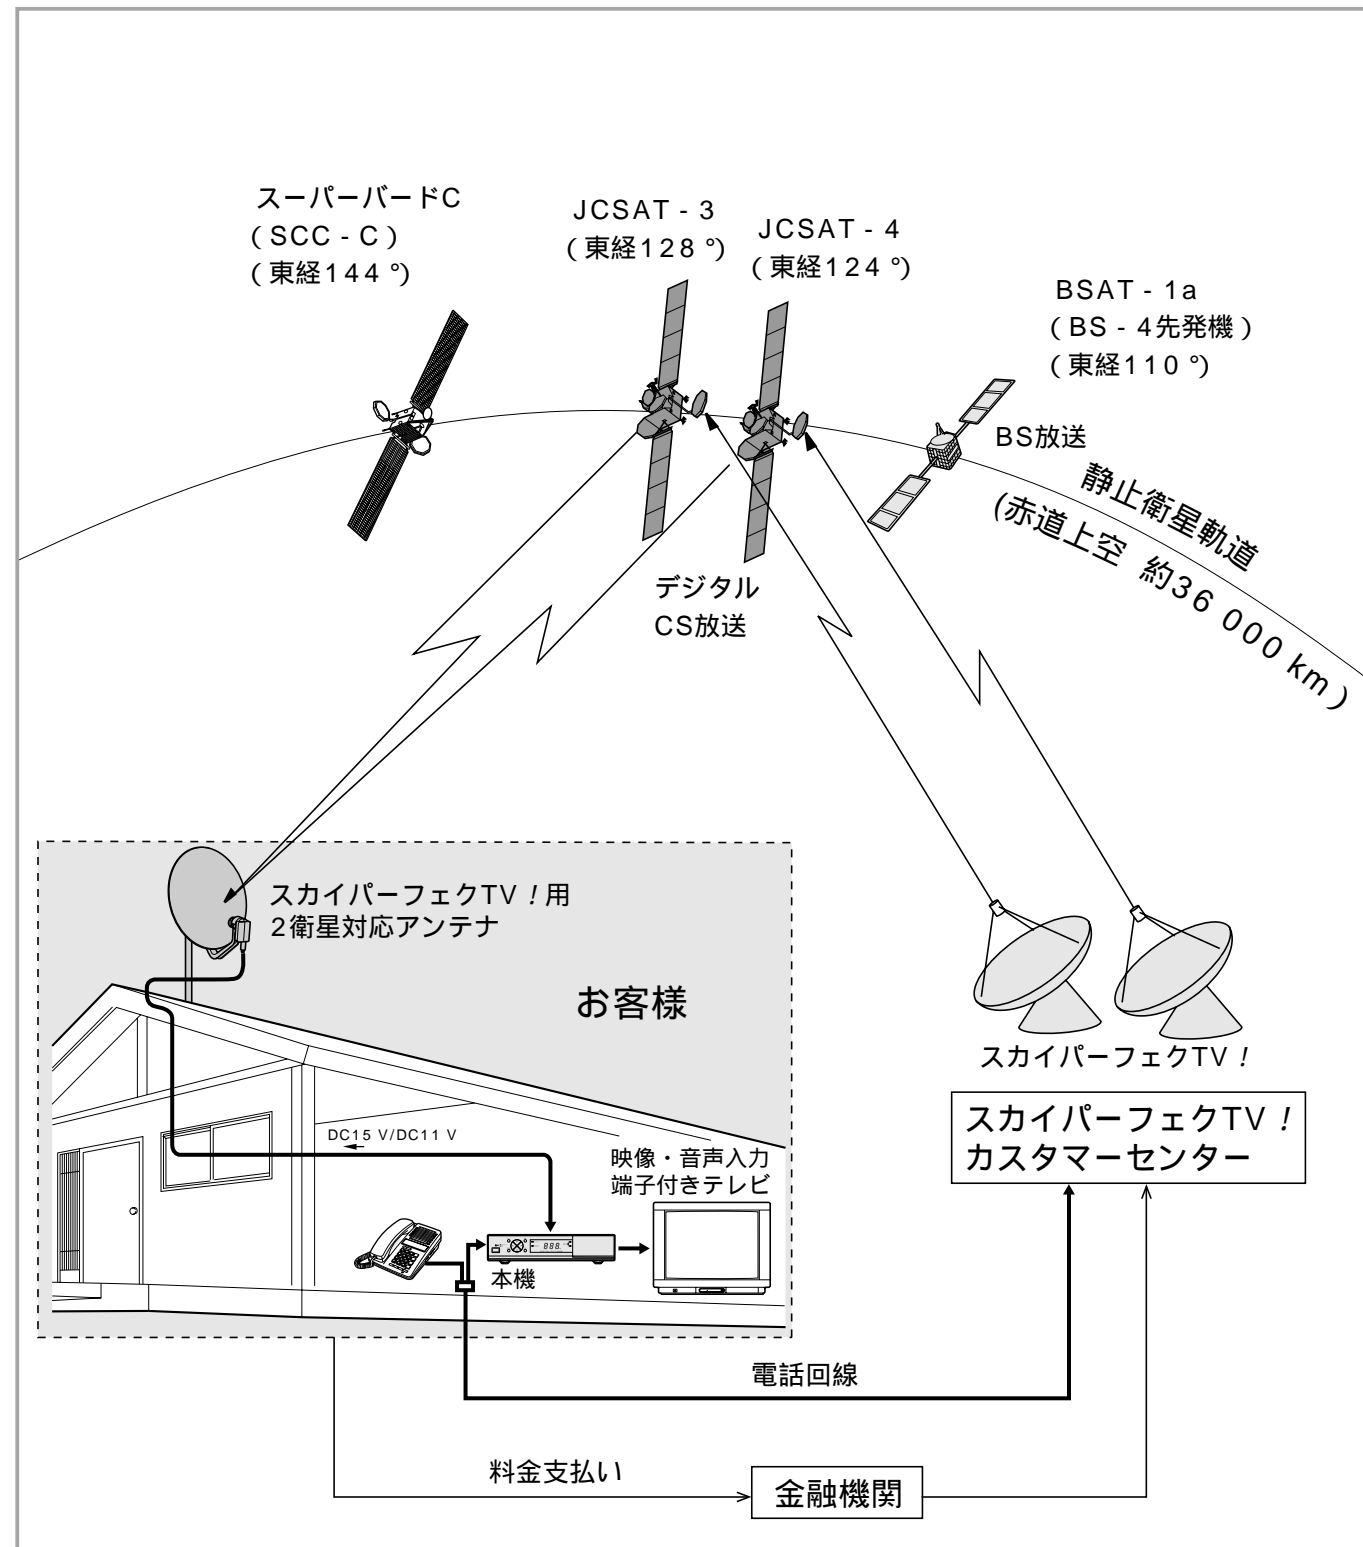 スーパーバードC
(SCC-C)
(東経144°)
JCSAT-3
(東経128°)
JCSAT-4
(東経124°)
BSAT-1a
(BS-4先発機)
(東経110°)
BS放送
静止衛星軌道
(赤道上空 約36 000 km)
デジタル
CS放送
スカイパーフェクTV!用
2衛星対応アンテナ
お客様
スカイパーフェクTV!
スカイパーフェクTV!
カスタマーセンター
DC15 V/DC11 V
映像・音声入力
端子付きテレビ
888
本機
電話回線
料金支払い
金融機関